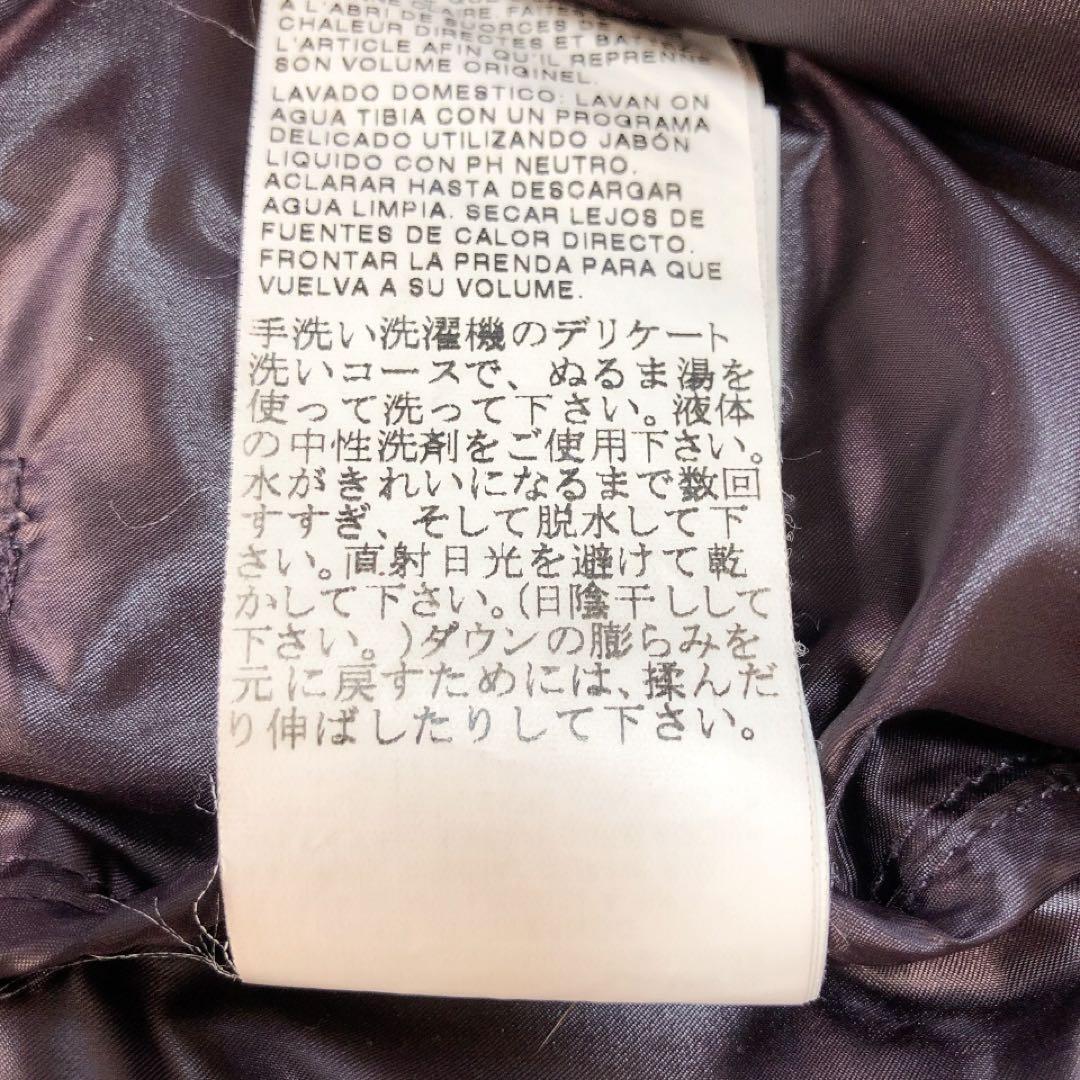 À L'ABRI DE SUORCES DE
CHALEUR DIRECTES ET
L'ARTICLE AFIN QU'IL REPRENNE
SON VOLUME ORIGINEL.
LAVADO DOMESTICO: LAVAN ON
AGUA TIBIA CON UN PROGRAMA
DELICADO UTILIZANDO JABÓN
LIQUIDO CON PH NEUTRO.
ACLARAR HASTA DESCARGAR
AGUA LIMPIA. SECAR LEJOS DE
FUENTES DE CALOR DIRECTO.
FRONTAR LA PRENDA PARA QUE
VUELVA A SU VOLUME.
手洗い洗濯機のデリケート
洗いコースで、ぬるま湯を
使って洗って下さい。液体
の中性洗剤をご使用下さい。
水がきれいになるまで数回
すすぎ、そして脱水して下
さい。直射日光を避けて乾
かして下さい。(日陰干しして
下さい。)ダウンの膨らみを
元に戻すためには、揉んだ
り伸ばしたりして下さい。